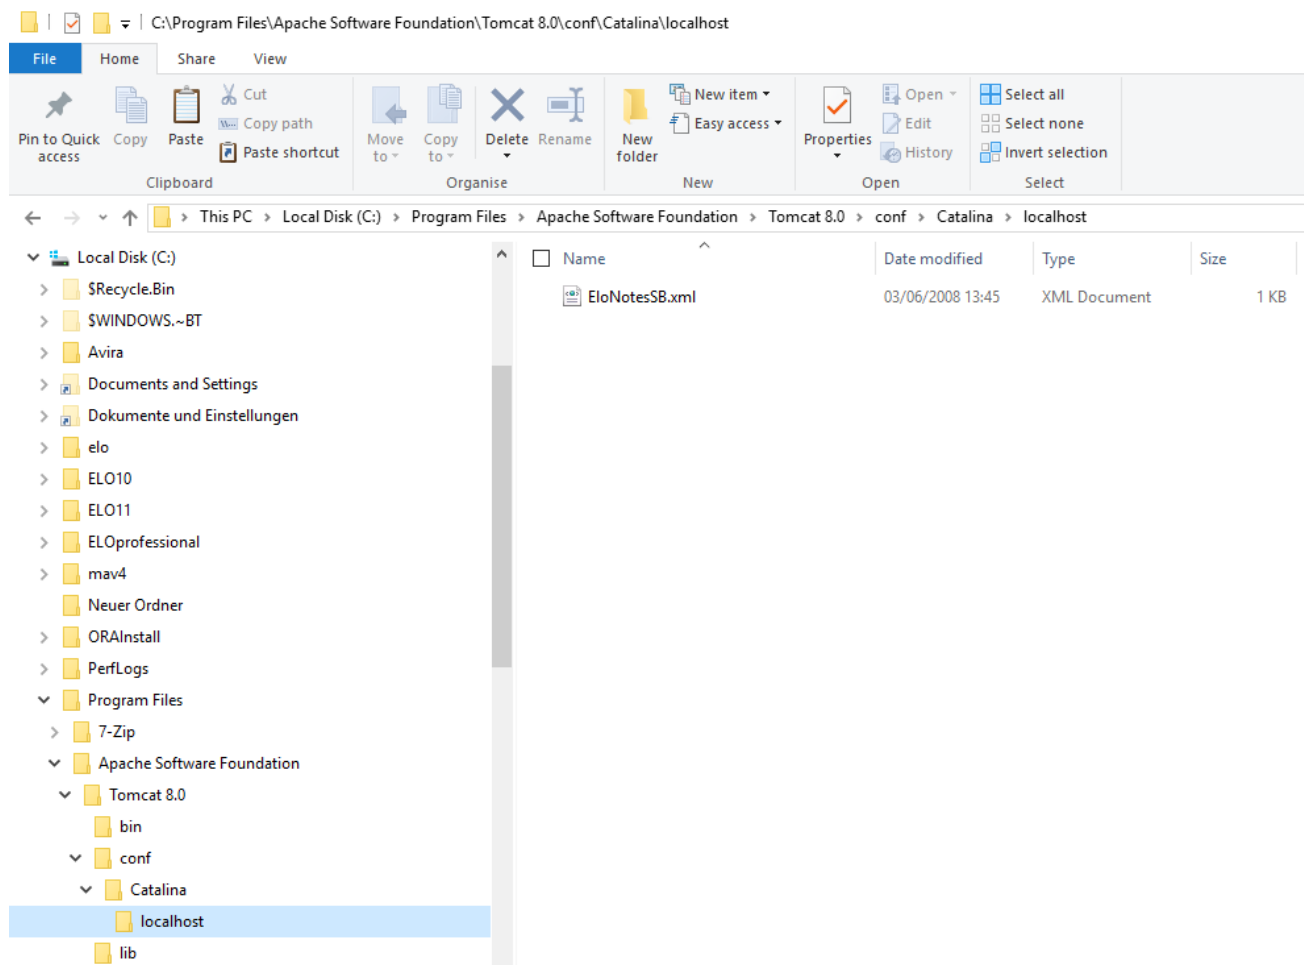 C:\Program Files\Apache Software Foundation\Tomcat 8.0\conf\Catalina\localhost
File Home Share View
Pin to Quick access
Copy
Paste
Cut
Copy path
Paste shortcut
Clipboard
Move to
Copy to
Delete
Rename
Organise
New folder
New item
Easy access
New
Properties
Open
Edit
History
Open
Select all
Select none
Invert selection
Select
This PC > Local Disk (C:) > Program Files > Apache Software Foundation > Tomcat 8.0 > conf > Catalina > localhost
Local Disk (C:)
$Recycle.Bin
$WINDOWS.~BT
Avira
Documents and Settings
Dokumente und Einstellungen
elo
ELO10
ELO11
ELOprofessional
mav4
Neuer Ordner
ORAInstall
PerfLogs
Program Files
7-Zip
Apache Software Foundation
Tomcat 8.0
bin
conf
Catalina
localhost
lib
Name Date modified Type Size
EloNotesSB.xml 03/06/2008 13:45 XML Document 1 KB